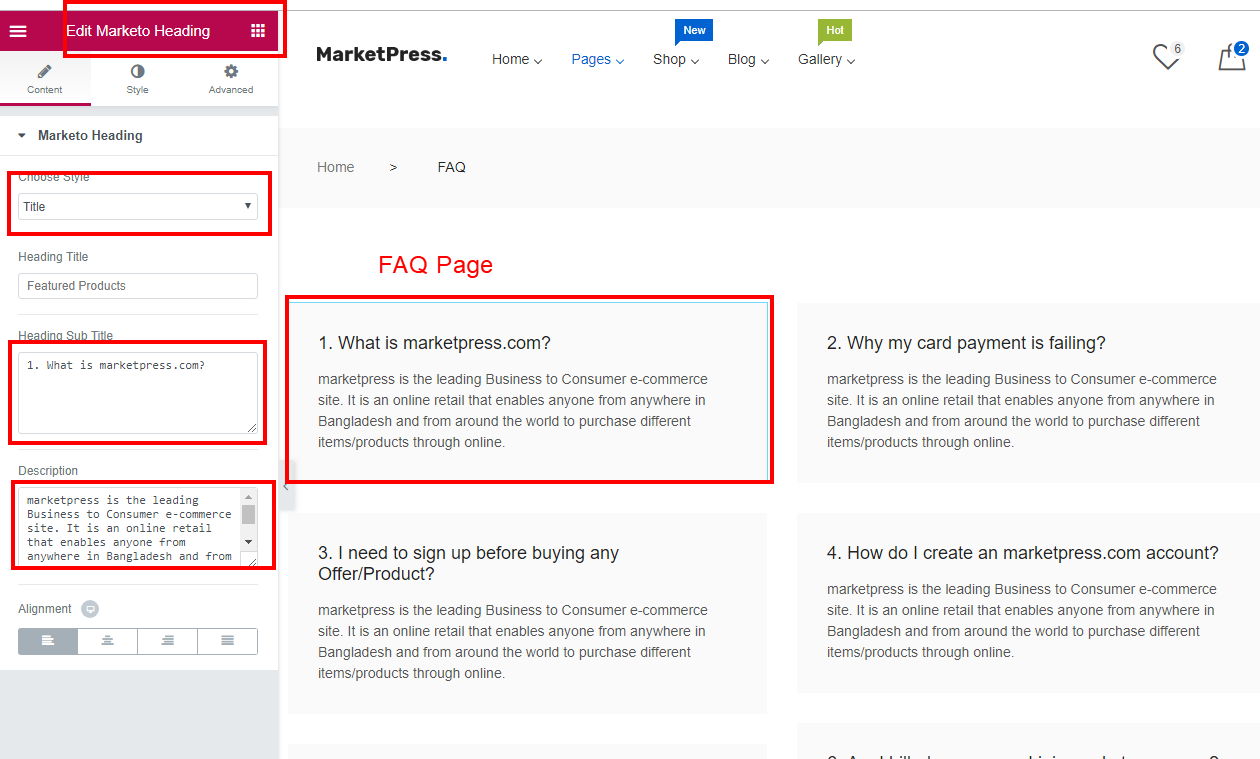 Edit Marketo Heading
Content
Style
Advanced
Marketo Heading
Choose Style
Title
Heading Title
Featured Products
Heading Sub Title
1. What is marketpress.com?
Description
marketpress is the leading
Business to Consumer e-commerce
site. It is an online retail
that enables anyone from
anywhere in Bangladesh and from
Alignment
New
Hot
MarketPress.
Home
Pages
Shop
Blog
Gallery
6
2
Home > FAQ
FAQ Page
1. What is marketpress.com?
marketpress is the leading Business to Consumer e-commerce
site. It is an online retail that enables anyone from anywhere in
Bangladesh and from around the world to purchase different
items/products through online.
2. Why my card payment is failing?
marketpress is the leading Business to Consumer e-commerce
site. It is an online retail that enables anyone from anywhere in
Bangladesh and from around the world to purchase different
items/products through online.
3. I need to sign up before buying any
Offer/Product?
marketpress is the leading Business to Consumer e-commerce
site. It is an online retail that enables anyone from anywhere in
Bangladesh and from around the world to purchase different
items/products through online.
4. How do I create an marketpress.com account?
marketpress is the leading Business to Consumer e-commerce
site. It is an online retail that enables anyone from anywhere in
Bangladesh and from around the world to purchase different
items/products through online.